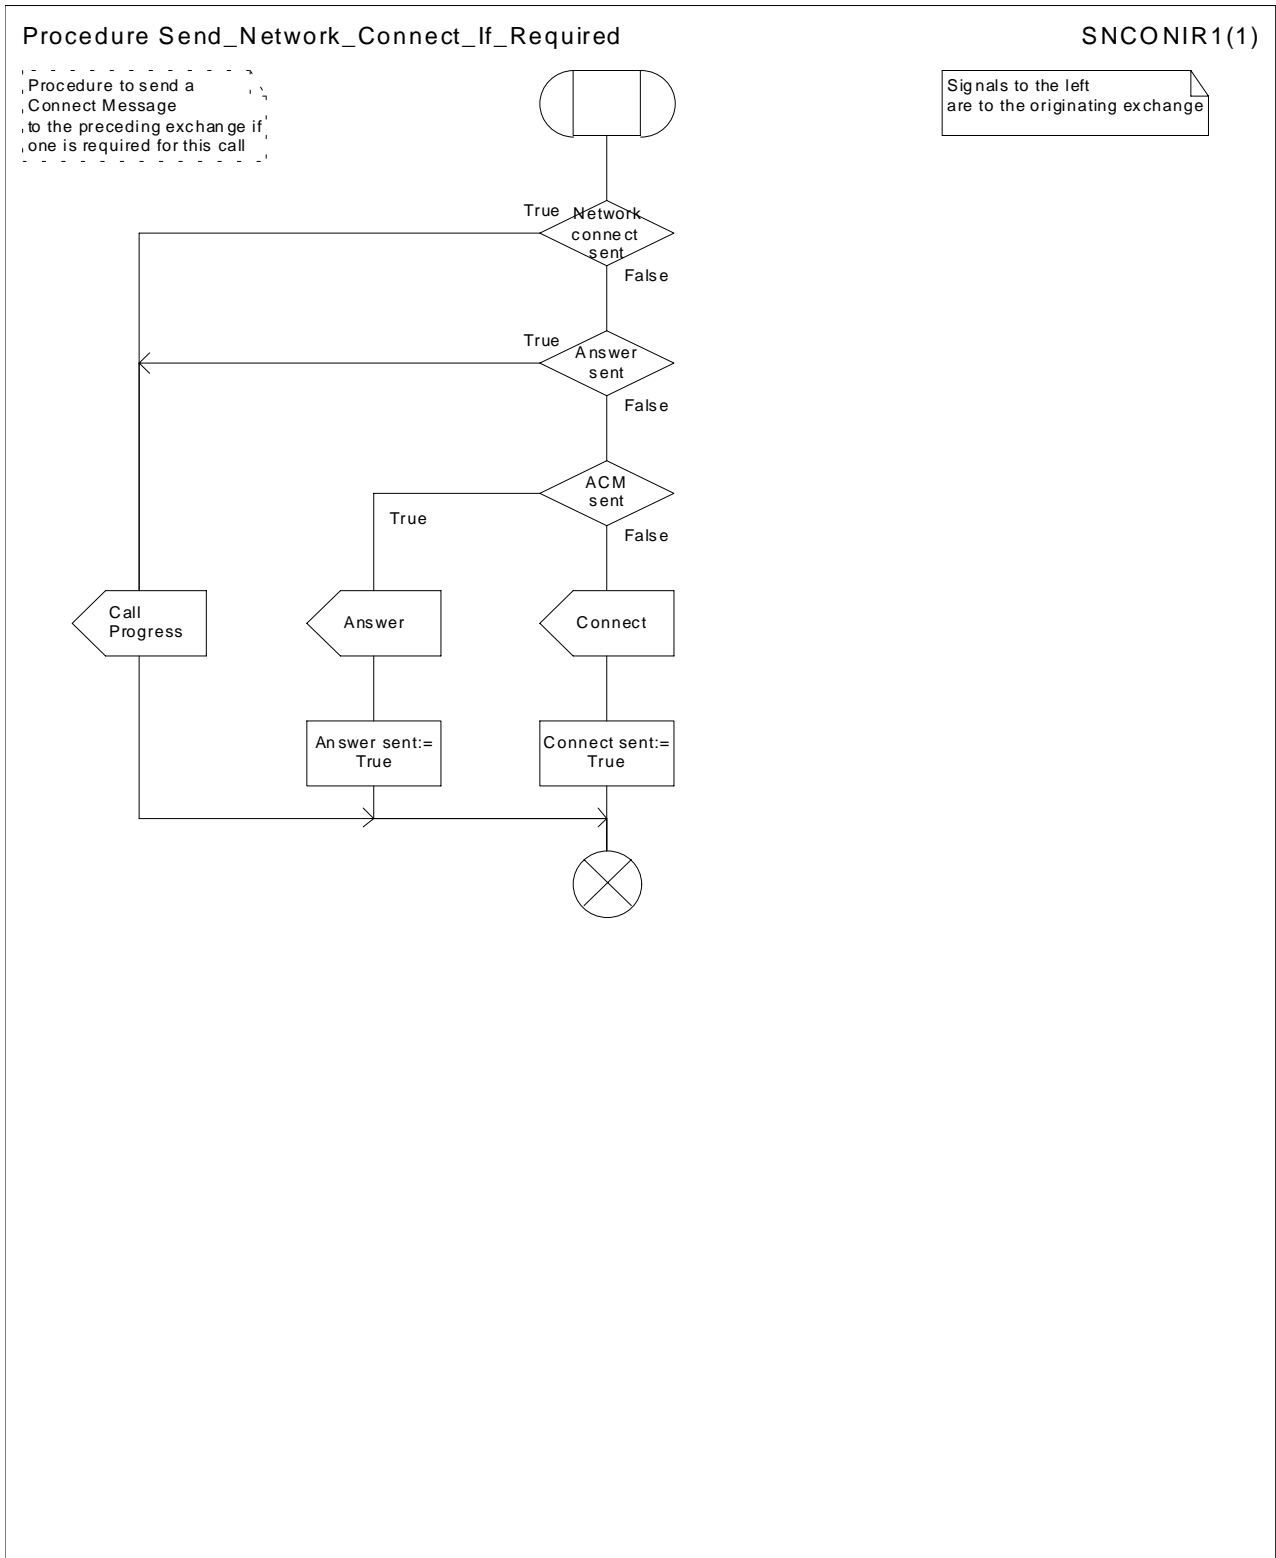 Procedure Send_Network_Connect_If_Required
SNCONIR1(1)
Procedure to send a
Connect Message
to the preceding exchange if
one is required for this call
Signals to the left
are to the originating exchange
True
Network
connect
sent
False
True
Answer
sent
False
ACM
sent
True
False
Call
Progress
Answer
Connect
Answer sent:=
True
Connect sent:=
True